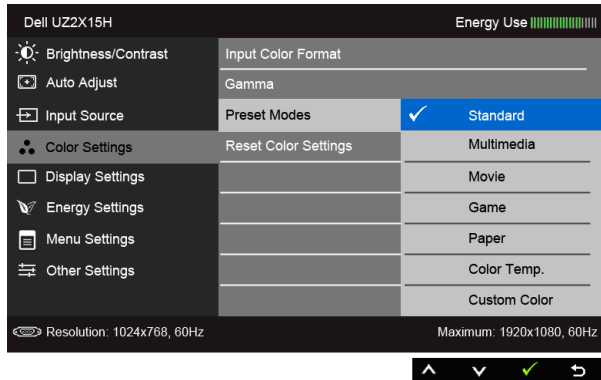 Dell UZ2X15H Energy Use
Brightness/Contrast Input Color Format
Auto Adjust Gamma
Input Source Preset Modes Standard
Color Settings Reset Color Settings Multimedia
Display Settings Movie
Energy Settings Game
Menu Settings Paper
Other Settings Color Temp.
Custom Color
Resolution: 1024x768, 60Hz Maximum: 1920x1080, 60Hz